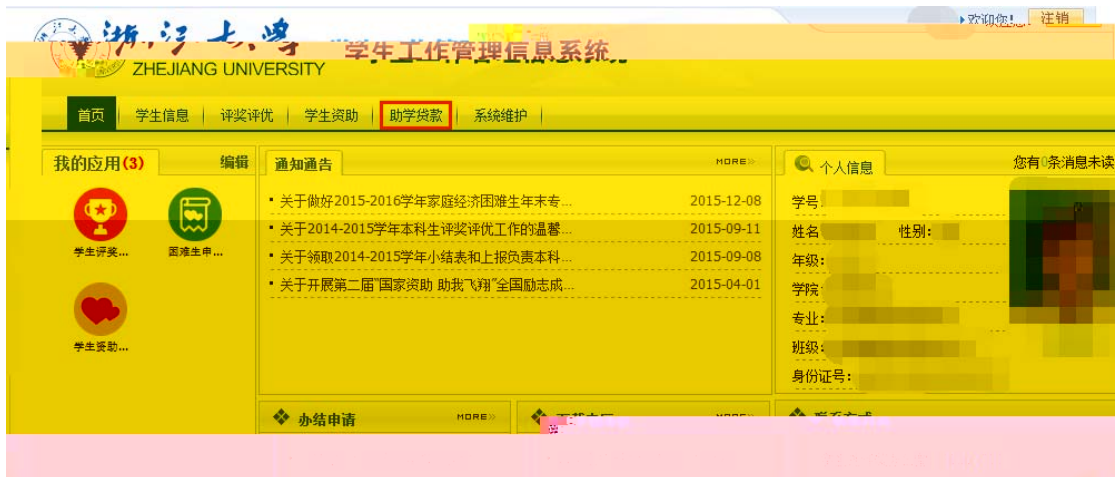 欢迎您! 注销
浙江大学 学生工作管理信息系统
ZHEJIANG UNIVERSITY
首页 学生信息 评奖评优 学生资助 助学贷款 系统维护
我的应用(3) 编辑
学生评奖...
困难生申...
学生资助...
通知通告 MORE»
关于做好2015-2016学年家庭经济困难生年末专... 2015-12-08
关于2014-2015学年本科生评奖评优工作的温馨... 2015-09-11
关于领取2014-2015学年小结表和上报负责本科... 2015-09-08
关于开展第二届"国家资助 助我飞翔"全国励志成... 2015-04-01
个人信息 您有0条消息未读
学号
姓名 性别:
年级:
学院
专业:
班级:
身份证号:
办结申请 MORE»
MORE»
联系方式